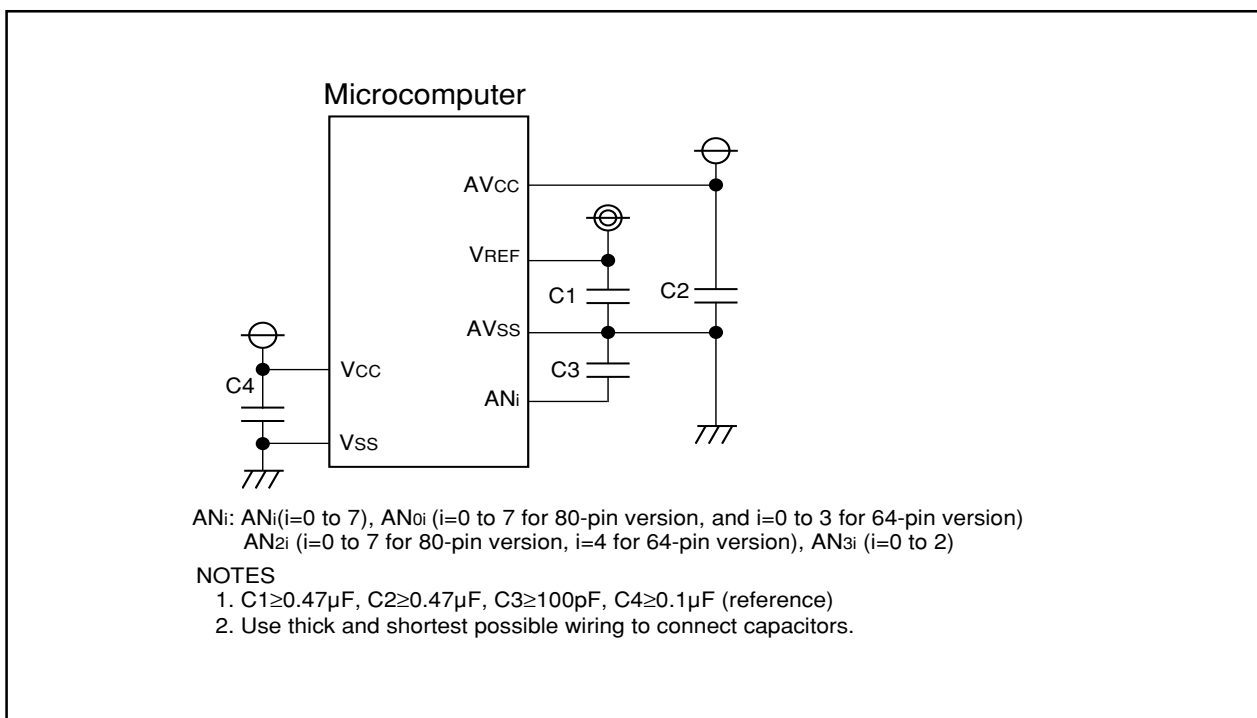 Microcomputer
AVCC
VREF
C1
C2
AVSS
C3
VCC
C4
ANi
VSS
ANi: ANi(i=0 to 7), AN0i (i=0 to 7 for 80-pin version, and i=0 to 3 for 64-pin version)
AN2i (i=0 to 7 for 80-pin version, i=4 for 64-pin version), AN3i (i=0 to 2)
NOTES
1. C1≥0.47µF, C2≥0.47µF, C3≥100pF, C4≥0.1µF (reference)
2. Use thick and shortest possible wiring to connect capacitors.